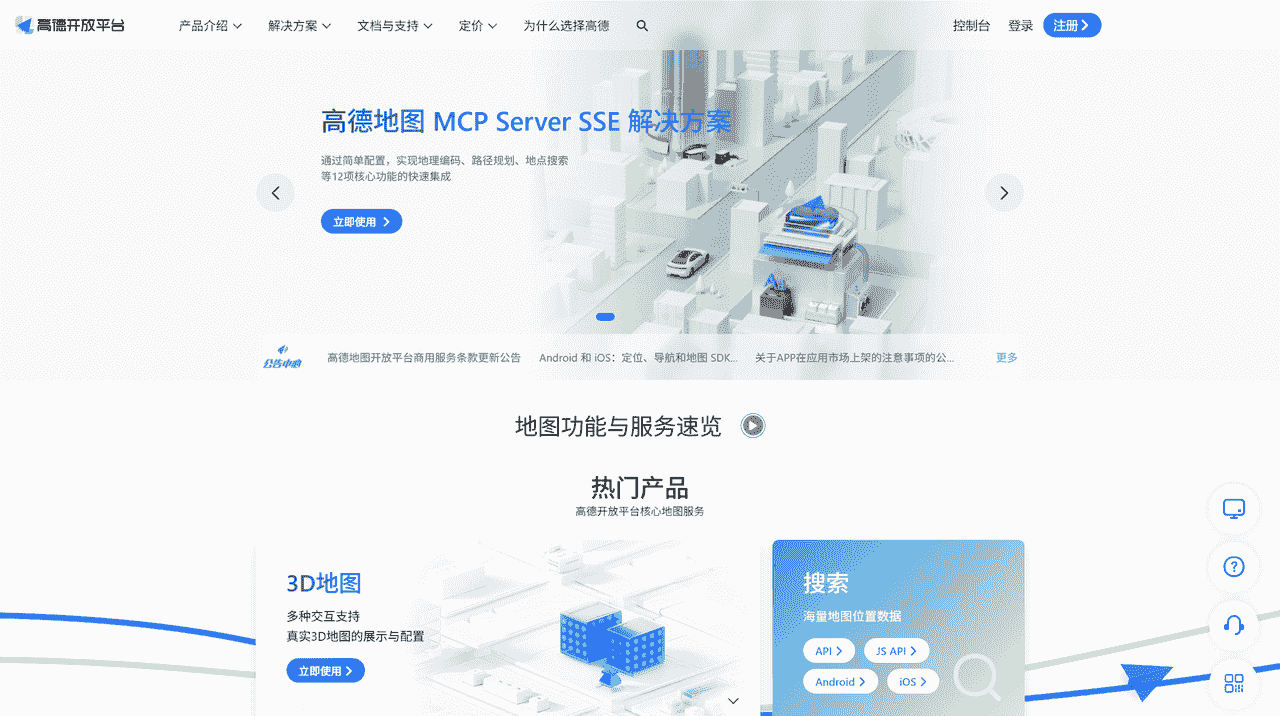 高德开放平台
产品介绍
解决方案
文档与支持
定价
为什么选择高德
控制台
登录
注册
高德地图 MCP Server SSE 解决方案
通过简单配置，实现地理编码、路径规划、地点搜索
等12项核心功能的快速集成
立即使用
公告中心
高德地图开放平台商用服务条款更新公告
Android 和 iOS：定位、导航和地图 SDK...
关于APP在应用市场上架的注意事项的公...
更多
地图功能与服务速览
热门产品
高德开放平台核心地图服务
3D地图
多种交互支持
真实3D地图的展示与配置
立即使用
搜索
海量地图位置数据
API
JS API
Android
iOS